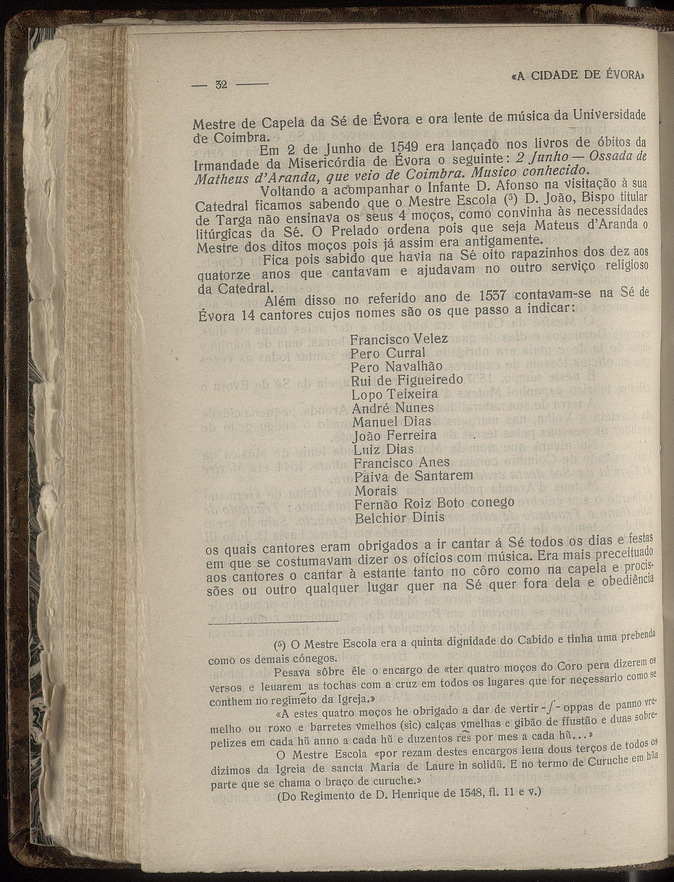 — 32 —
«A CIDADE DE ÉVORA»
Mestre de Capela da Sé de Évora e ora lente de música da Universidade
de Coimbra.
Em 2 de Junho de 1549 era lançado nos livros de óbitos da
Irmandade da Misericórdia de Évora o seguinte: 2 Junho — Ossada de
Matheus d'Aranda, que veio de Coimbra. Musico conhecido.
Voltando a acompanhar o Infante D. Afonso na visitação à sua
Catedral ficamos sabendo que o Mestre Escola (5) D. João, Bispo titular
de Targa não ensinava os seus 4 moços, como convinha às necessidades
litúrgicas da Sé. O Prelado ordena pois que seja Mateus d'Aranda o
Mestre dos ditos moços pois já assim era antigamente.
Fica pois sabido que havia na Sé oito rapazinhos dos dez aos
quatorze anos que cantavam e ajudavam no outro serviço religioso
da Catedral.
Além disso no referido ano de 1537 contavam-se na Sé de
Évora 14 cantores cujos nomes são os que passo a indicar:
Francisco Velez
Pero Curral
Pero Navalhão
Rui de Figueiredo
Lopo Teixeira
André Nunes
Manuel Dias
João Ferreira
Luiz Dias
Francisco Anes
Paiva de Santarem
Morais
Fernão Roiz Boto conego
Belchior Dinis
os quais cantores eram obrigados a ir cantar á Sé todos os dias e festas
em que se costumavam dizer os ofícios com música. Era mais preceituado
aos cantores o cantar à estante tanto no côro como na capela e procis-
sões ou outro qualquer lugar quer na Sé quer fora dela e obediência
(5) O Mestre Escola era a quinta dignidade do Cabido e tinha uma prebenda
como os demais cónegos.
Pesava sôbre êle o encargo de «ter quatro moços do Coro pera dizerem os
versos e leuarem as tochas com a cruz em todos os lugares que for neçessario como se
conthem no regimẽto da Igreja.»
«A estes quatro moços he obrigado a dar de vertir -/- oppas de panno vre-
melho ou roxo e barretes vmelhos (sic) calças vmelhas e gibão de ffustão e duas sobre-
pelizes em cada hũ anno a cada hũ e duzentos rẽs por mes a cada hũ...»
O Mestre Escola «por rezam destes encargos leua dous terços de todos os
dizimos da Igreja de sancta Maria de Laure in solidũ. E no termo de Curuche em hũa
parte que se chama o braço de curuche.»
(Do Regimento de D. Henrique de 1548, fl. 11 e v.)